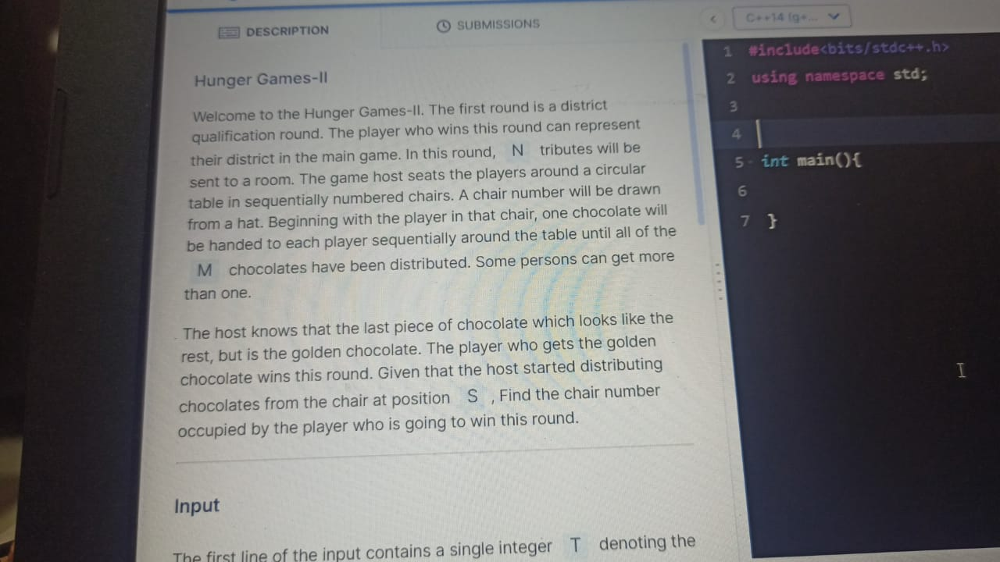 DESCRIPTION
SUBMISSIONS
Hunger Games-II
Welcome to the Hunger Games-II. The first round is a district
qualification round. The player who wins this round can represent
their district in the main game. In this round, N tributes will be
sent to a room. The game host seats the players around a circular
table in sequentially numbered chairs. A chair number will be drawn
from a hat. Beginning with the player in that chair, one chocolate will
be handed to each player sequentially around the table until all of the
M chocolates have been distributed. Some persons can get more
than one.
The host knows that the last piece of chocolate which looks like the
rest, but is the golden chocolate. The player who gets the golden
chocolate wins this round. Given that the host started distributing
chocolates from the chair at position S , Find the chair number
occupied by the player who is going to win this round.
Input
The first line of the input contains a single integer T denoting the
C++14 (g+...
1 #include<bits/stdc++.h>
2 using namespace std;
3
4
5 int main(){
6
7 }